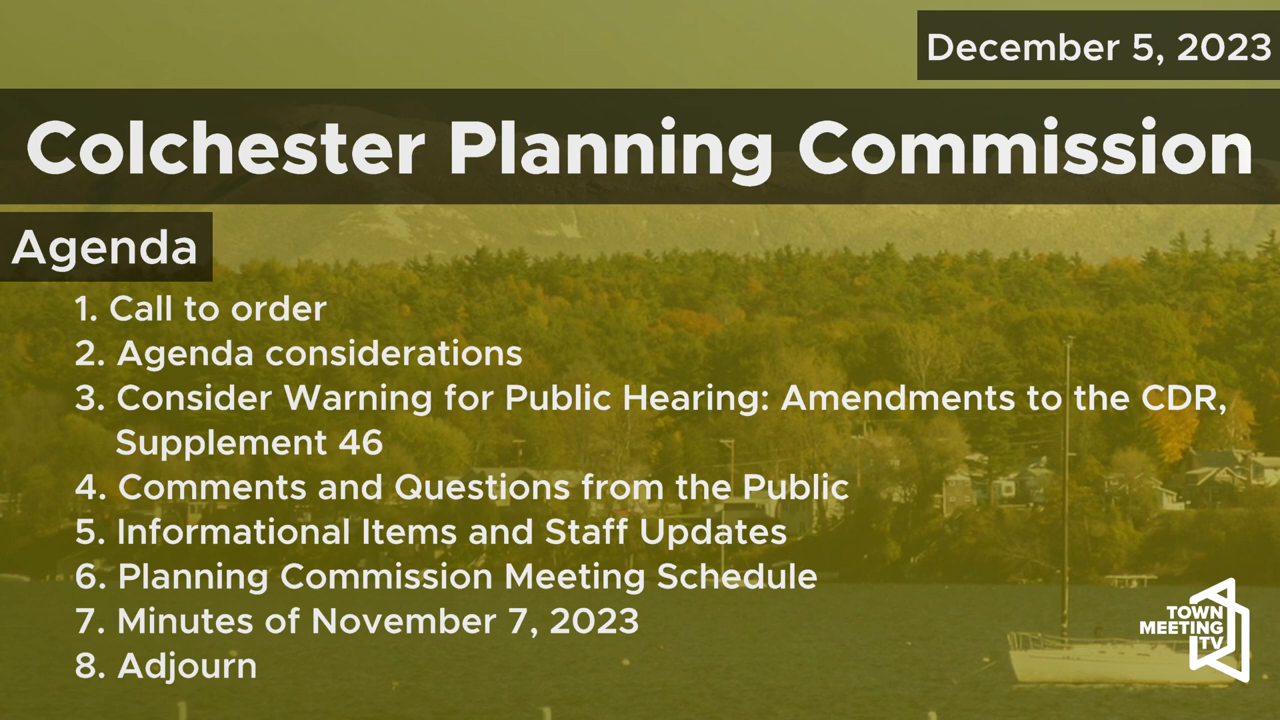 December 5, 2023
Colchester Planning Commission
Agenda
1. Call to order
2. Agenda considerations
3. Consider Warning for Public Hearing: Amendments to the CDR,
Supplement 46
4. Comments and Questions from the Public
5. Informational Items and Staff Updates
6. Planning Commission Meeting Schedule
7. Minutes of November 7, 2023
8. Adjourn
TOWN
MEETING
TV